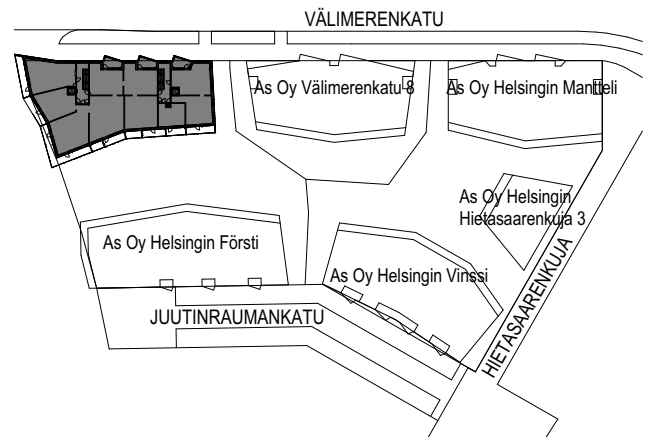 VÄLIMERENKATU
As Oy Välimerenkatu 8
As Oy Helsingin Mantteli
As Oy Helsingin
Hietasaarenkuja 3
As Oy Helsingin Försti
As Oy Helsingin Vinssi
JUUTINRAUMANKATU
HIETASAARENKUJA